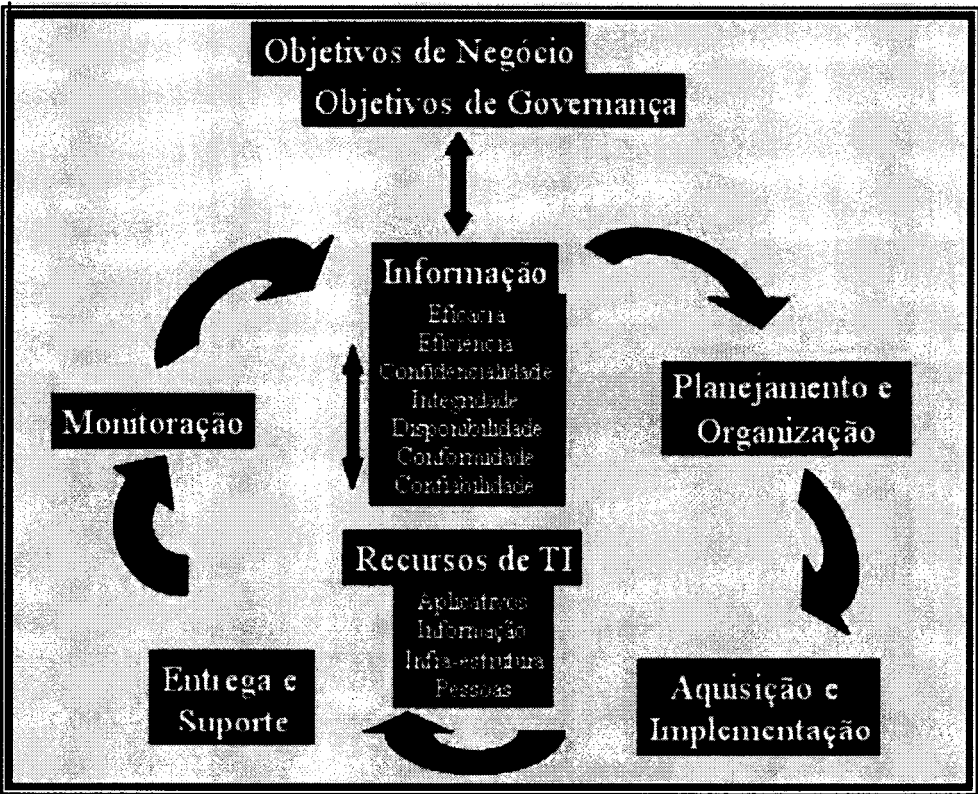 Objetivos de Negócio
Objetivos de Governança
Informação
Eficácia
Eficiência
Confidencialidade
Integridade
Disponibilidade
Conformidade
Confiabilidade
Planejamento e
Organização
Monitoração
Recursos de TI
Aplicativos
Informação
Infra-estrutura
Pessoas
Entrega e
Suporte
Aquisição e
Implementação